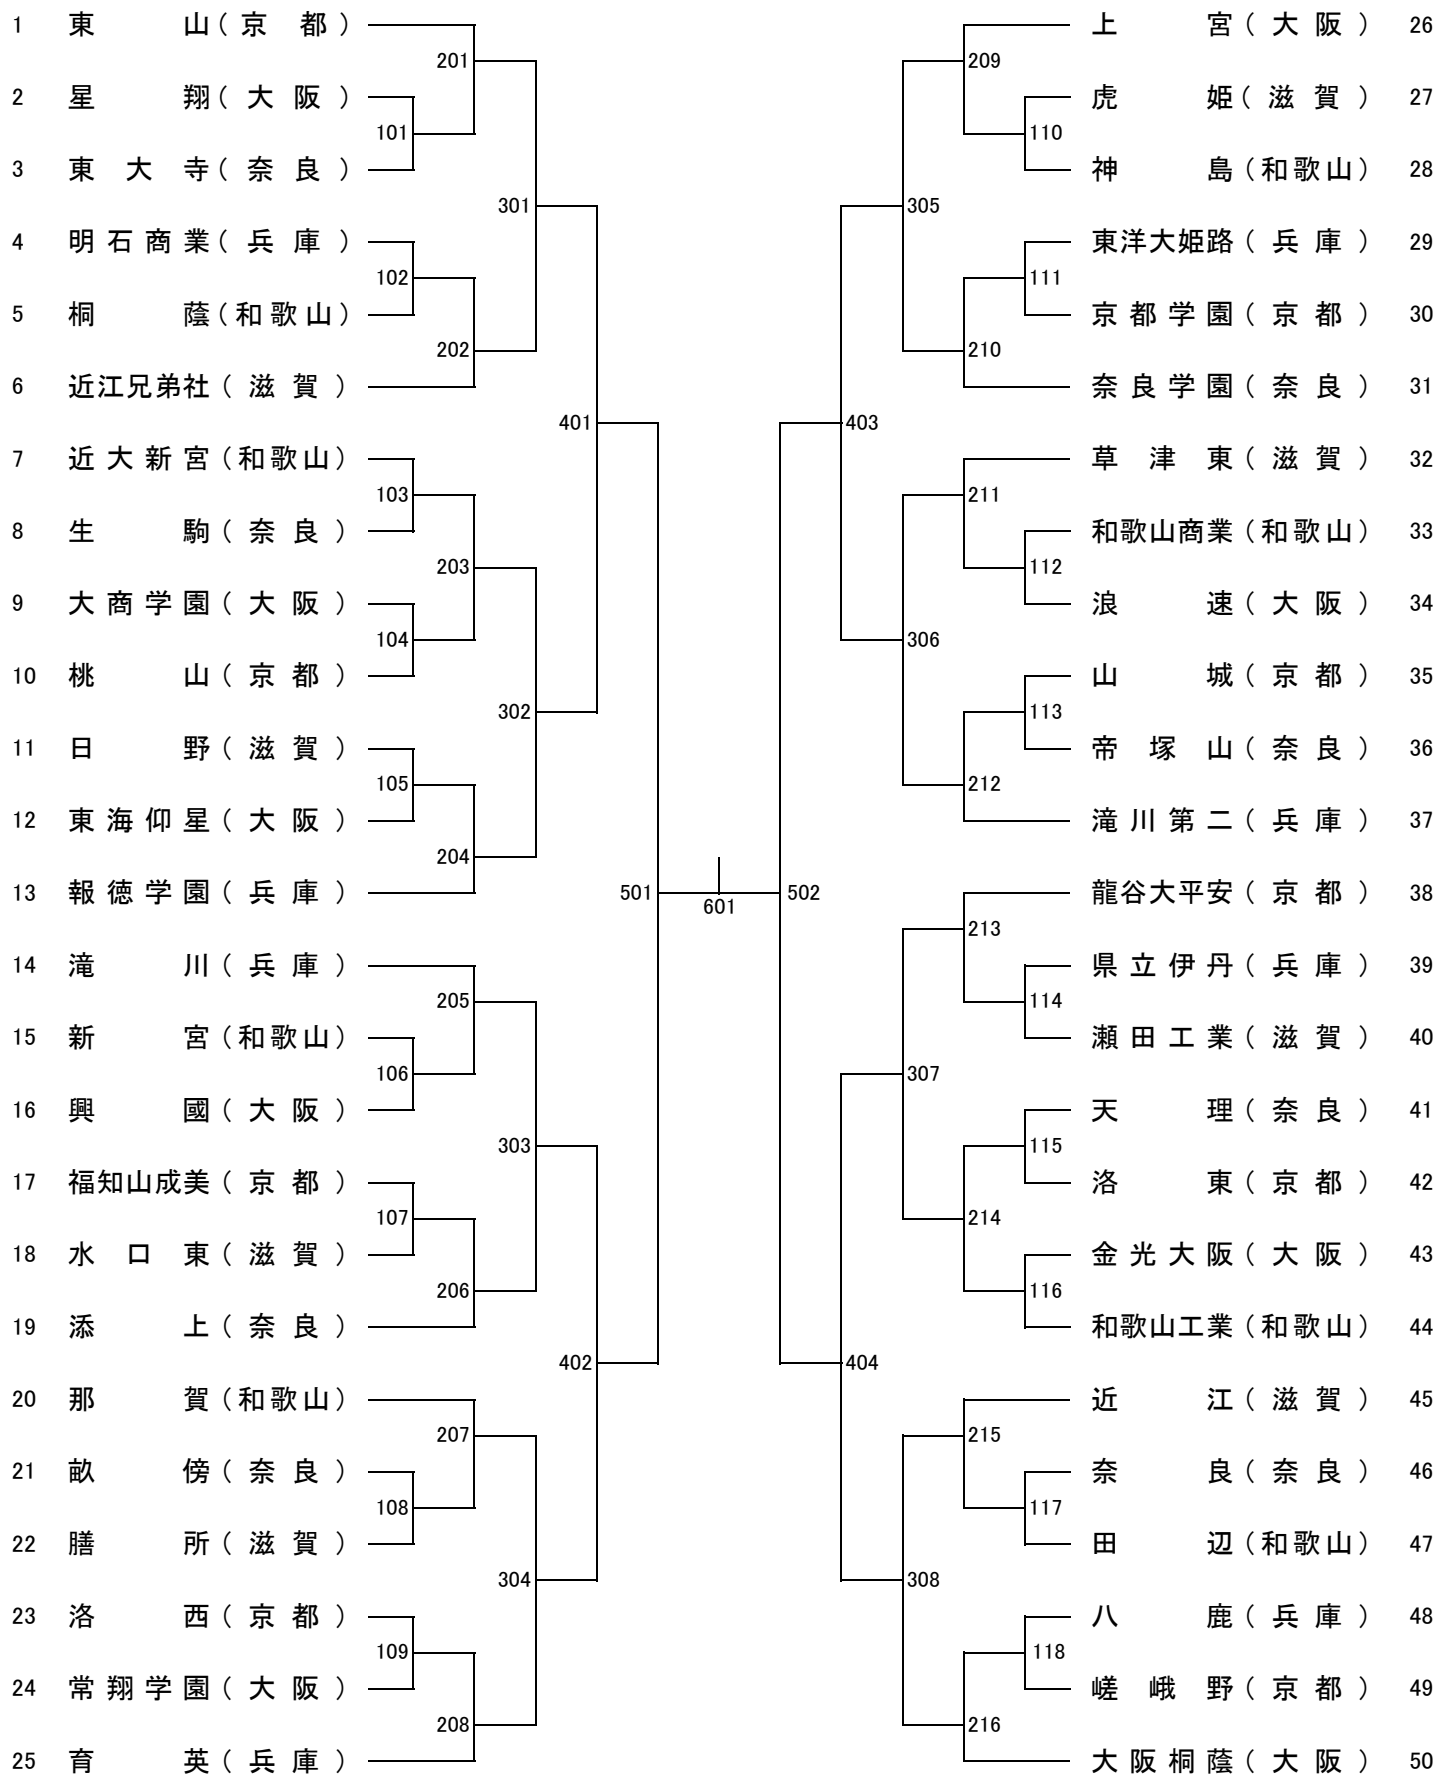 1 東山(京都)
2 星翔(大阪)
3 東大寺(奈良)
4 明石商業(兵庫)
5 桐蔭(和歌山)
6 近江兄弟社(滋賀)
7 近大新宮(和歌山)
8 生駒(奈良)
9 大商学園(大阪)
10 桃山(京都)
11 日野(滋賀)
12 東海仰星(大阪)
13 報徳学園(兵庫)
14 滝川(兵庫)
15 新宮(和歌山)
16 興國(大阪)
17 福知山成美(京都)
18 水口東(滋賀)
19 添上(奈良)
20 那賀(和歌山)
21 畝傍(奈良)
22 膳所(滋賀)
23 洛西(京都)
24 常翔学園(大阪)
25 育英(兵庫)
101
102
103
104
105
106
107
108
109
201
202
203
204
205
206
207
208
301
302
303
304
401
402
501
601
502
403
404
305
306
307
308
209
210
211
212
213
214
215
216
110
111
112
113
114
115
116
117
118
上宮(大阪) 26
虎姫(滋賀) 27
神島(和歌山) 28
東洋大姫路(兵庫) 29
京都学園(京都) 30
奈良学園(奈良) 31
草津東(滋賀) 32
和歌山商業(和歌山) 33
浪速(大阪) 34
山城(京都) 35
帝塚山(奈良) 36
滝川第二(兵庫) 37
龍谷大平安(京都) 38
県立伊丹(兵庫) 39
瀬田工業(滋賀) 40
天理(奈良) 41
洛東(京都) 42
金光大阪(大阪) 43
和歌山工業(和歌山) 44
近江(滋賀) 45
奈良(奈良) 46
田辺(和歌山) 47
八鹿(兵庫) 48
嵯峨野(京都) 49
大阪桐蔭(大阪) 50